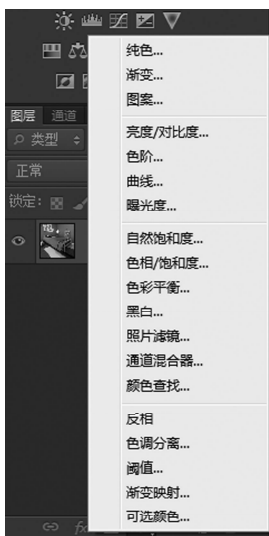 纯色...
渐变...
图案...
图层 通道
类型
亮度/对比度...
色阶...
正常
曲线...
锁定:
曝光度...
自然饱和度...
色相/饱和度...
色彩平衡...
黑白...
照片滤镜...
通道混合器...
颜色查找...
反相
色调分离...
阈值...
渐变映射...
可选颜色...
fx